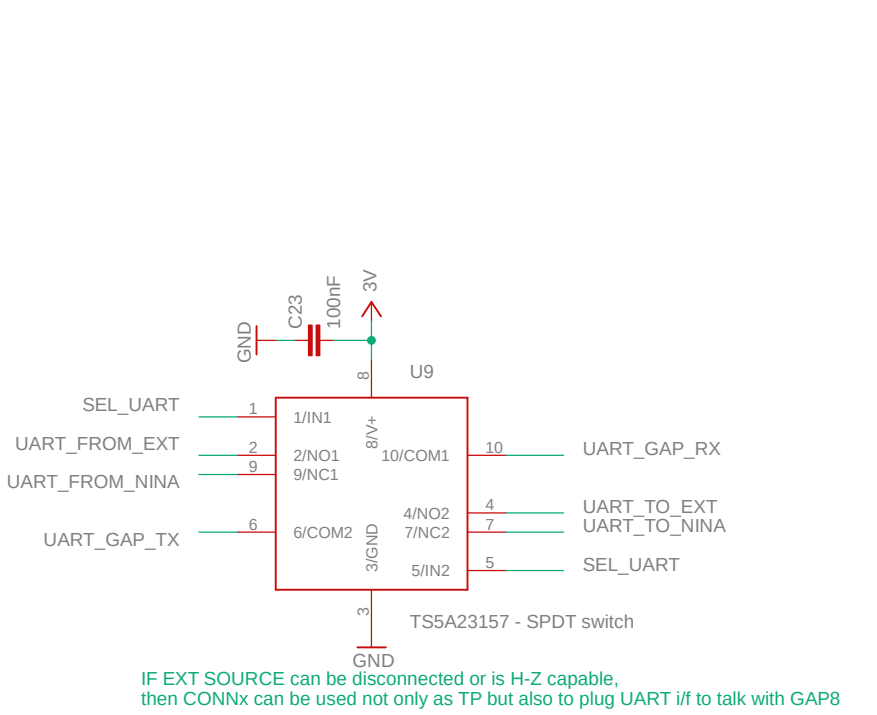 3V
100nF
C23
GND
8
U9
SEL_UART
1
1/IN1
8/V+
UART_FROM_EXT
2
2/NO1
10/COM1
10
UART_GAP_RX
UART_FROM_NINA
9
9/NC1
4/NO2
4
UART_TO_EXT
UART_GAP_TX
6
6/COM2
3/GND
7/NC2
7
UART_TO_NINA
5/IN2
5
SEL_UART
3
TS5A23157 - SPDT switch
GND
IF EXT SOURCE can be disconnected or is H-Z capable,
then CONNx can be used not only as TP but also to plug UART i/f to talk with GAP8